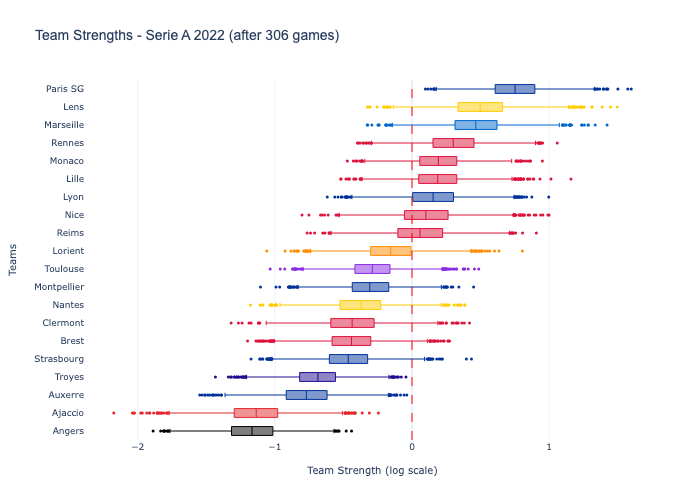 Team Strengths - Serie A 2022 (after 306 games)
Paris SG
Lens
Marseille
Rennes
Monaco
Lille
Lyon
Nice
Reims
Lorient
Toulouse
Montpellier
Nantes
Clermont
Brest
Strasbourg
Troyes
Auxerre
Ajaccio
Angers
Teams
−2 −1 0 1
Team Strength (log scale)